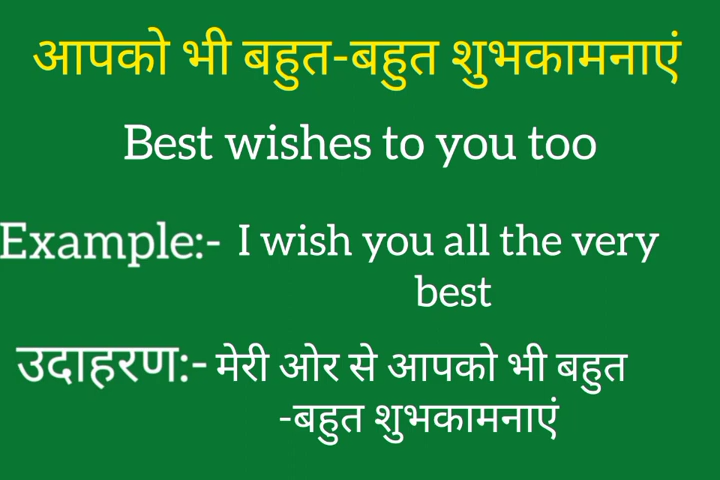 आपको भी बहुत-बहुत शुभकामनाएं
Best wishes to you too
Example:- I wish you all the very
best
उदाहरण:- मेरी ओर से आपको भी बहुत
-बहुत शुभकामनाएं